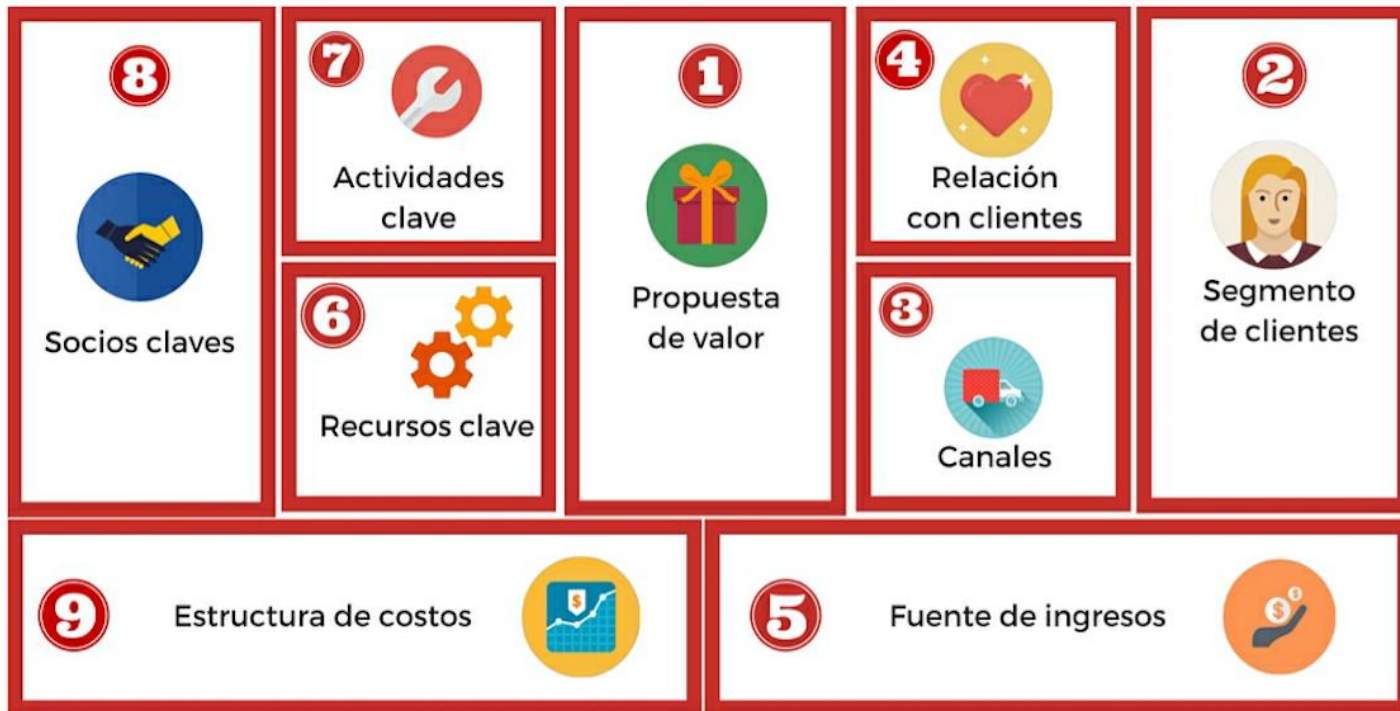 8
Socios claves
7
Actividades
clave
6
Recursos clave
1
Propuesta
de valor
4
Relación
con clientes
3
Canales
2
Segmento
de clientes
9
Estructura de costos
$
5
Fuente de ingresos
$
$